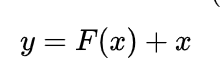 y = F(x) + x